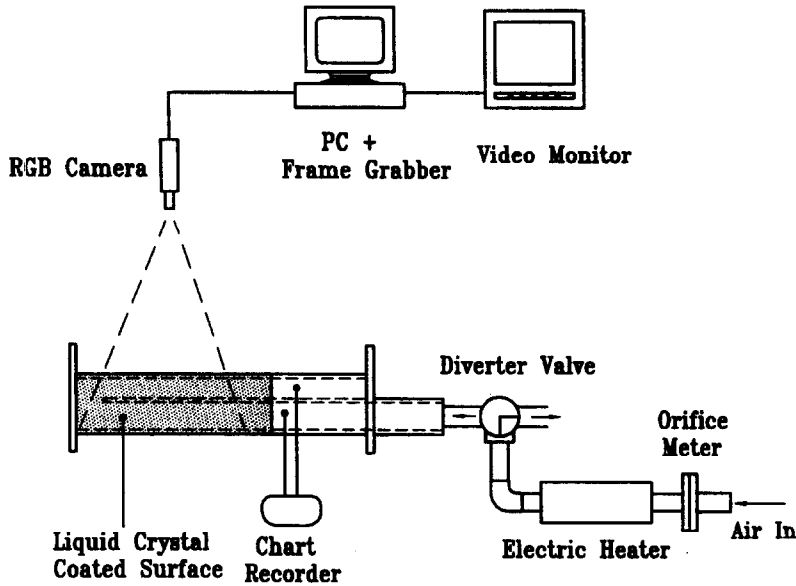 PC +
Frame Grabber
Video Monitor
RGB Camera
Diverter Valve
Orifice
Meter
Air In
Electric Heater
Liquid Crystal
Coated Surface
Chart
Recorder